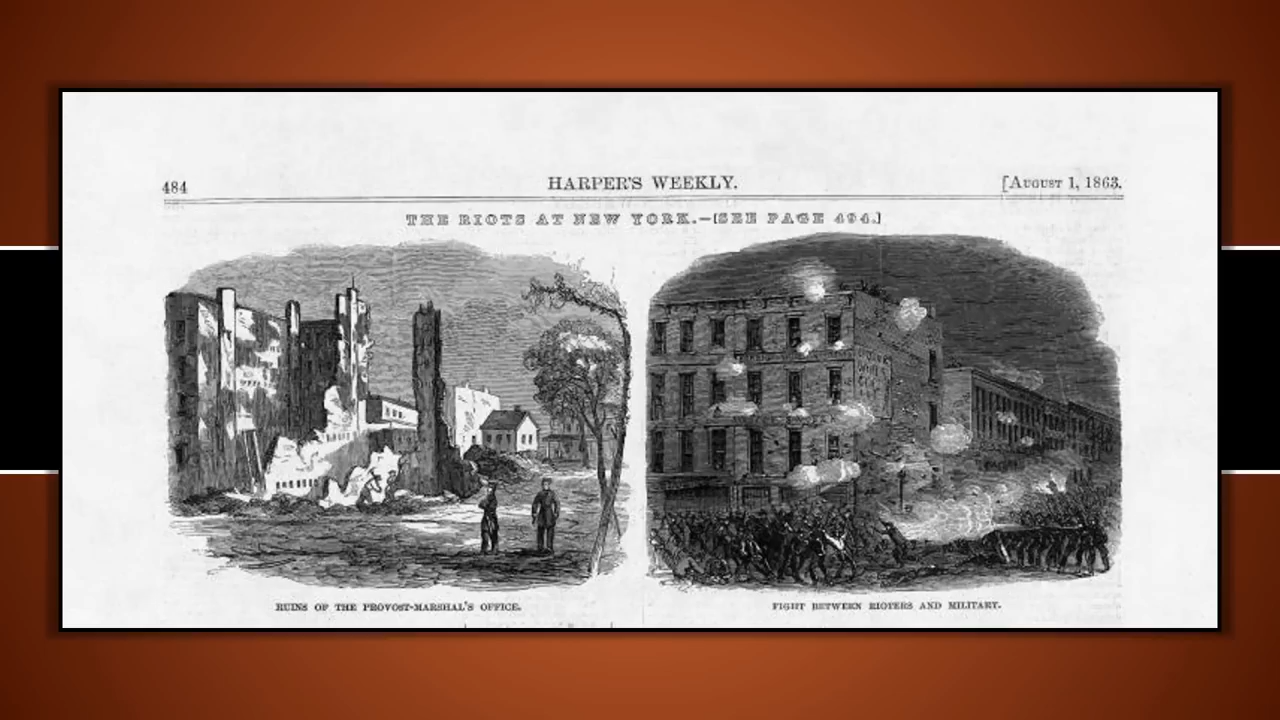 484
HARPER'S WEEKLY.
[AUGUST 1, 1863.
THE RIOTS AT NEW YORK.—[SEE PAGE 494.]
RUINS OF THE PROVOST-MARSHAL'S OFFICE.
FIGHT BETWEEN RIOTERS AND MILITARY.